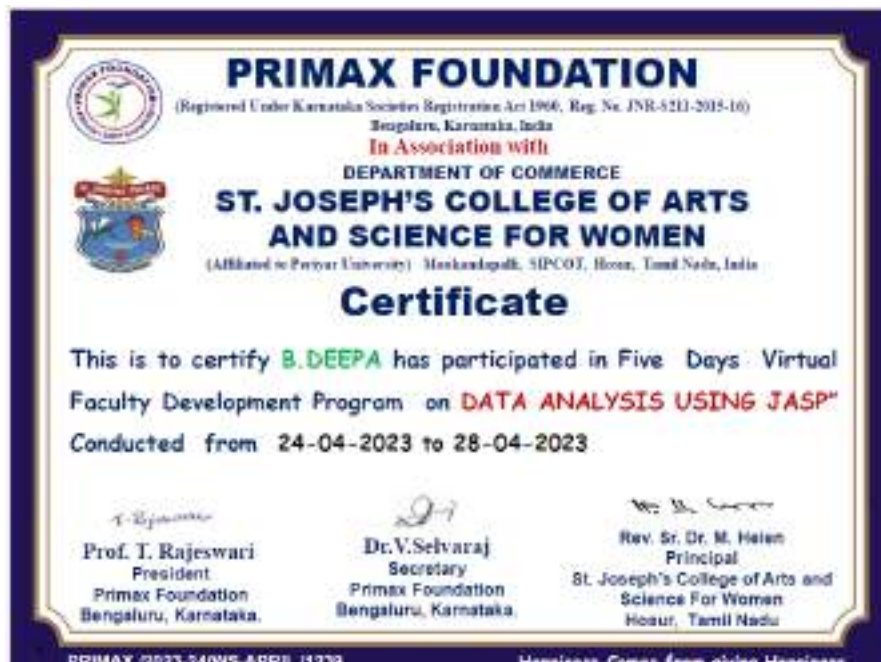 PRIMAX FOUNDATION
(Registered Under Karnataka Societies Registration Act 1960, Reg. No. JNR-S211-2015-16)
Bengaluru, Karnataka, India
In Association with
DEPARTMENT OF COMMERCE
ST. JOSEPH'S COLLEGE OF ARTS
AND SCIENCE FOR WOMEN
(Affiliated to Periyar University) SIPCOT, Hosur, Tamil Nadu, India
Certificate
This is to certify B.DEEPA has participated in Five Days Virtual
Faculty Development Program on DATA ANALYSIS USING JASP"
Conducted from 24-04-2023 to 28-04-2023
Prof. T. Rajeswari
President
Primax Foundation
Bengaluru, Karnataka.
Dr.V.Selvaraj
Secretary
Primax Foundation
Bengaluru, Karnataka.
Rev. Sr. Dr. M. Helen
Principal
St. Joseph's College of Arts and
Science For Women
Hosur, Tamil Nadu